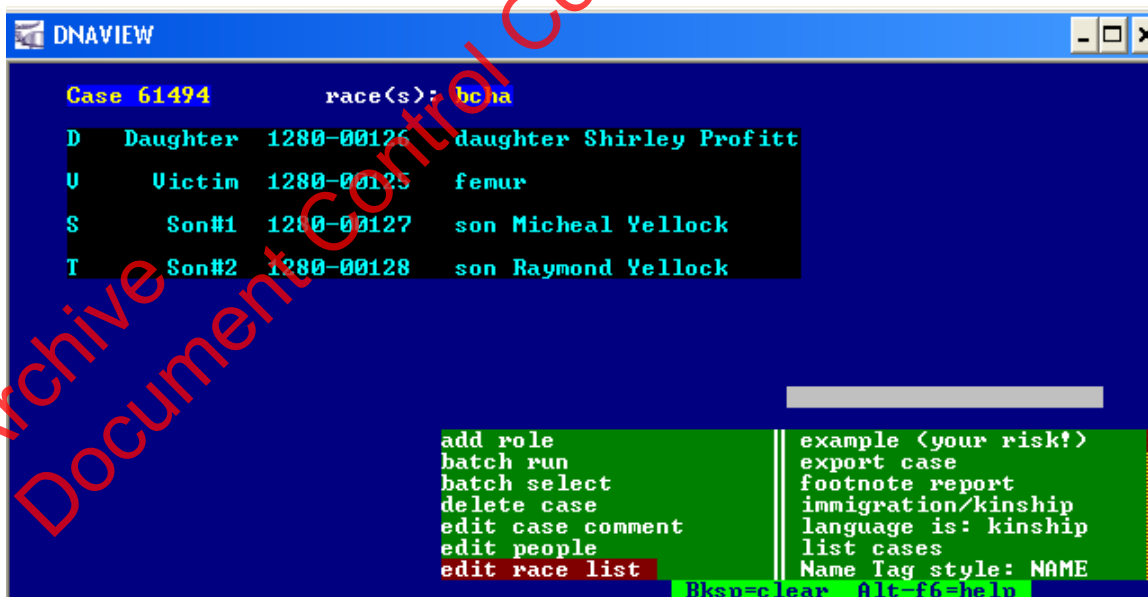 DNAVIEW
Case 61494 race(s): bcha
D Daughter 1280-00126 daughter Shirley Profitt
V Victim 1280-00125 femur
S Son#1 1280-00127 son Micheal Yellock
T Son#2 1280-00128 son Raymond Yellock
add role example (your risk!)
batch run export case
batch select footnote report
delete case immigration/kinship
edit case comment language is: kinship
edit people list cases
edit race list Name Tag style: NAME
Bksp=clear Alt-f6=help
Archive
Document Control